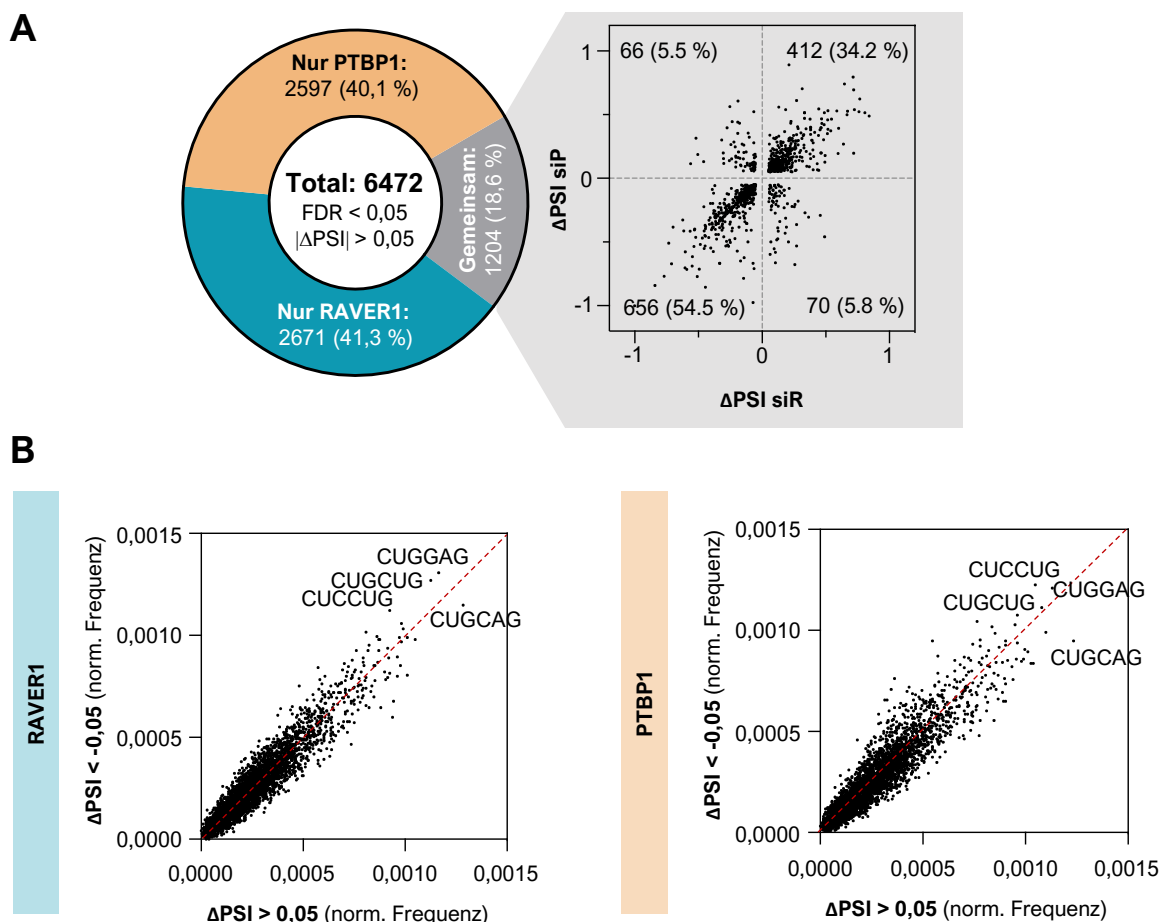 A
Nur PTBP1:
2597 (40,1 %)
Total: 6472
FDR < 0,05
|ΔPSI| > 0,05
Gemeinsam:
1204 (18,6 %)
Nur RAVER1:
2671 (41,3 %)
66 (5.5 %)
412 (34.2 %)
656 (54.5 %)
70 (5.8 %)
1
0
-1
ΔPSI siP
-1
0
1
ΔPSI siR
B
RAVER1
ΔPSI < -0,05 (norm. Frequenz)
0,0015
0,0010
0,0005
0,0000
CUGGAG
CUGCUG
CUCCUG
CUGCAG
0,0000
0,0005
0,0010
0,0015
ΔPSI > 0,05 (norm. Frequenz)
PTBP1
ΔPSI < -0,05 (norm. Frequenz)
0,0015
0,0010
0,0005
0,0000
CUCCUG
CUGGAG
CUGCUG
CUGCAG
0,0000
0,0005
0,0010
0,0015
ΔPSI > 0,05 (norm. Frequenz)